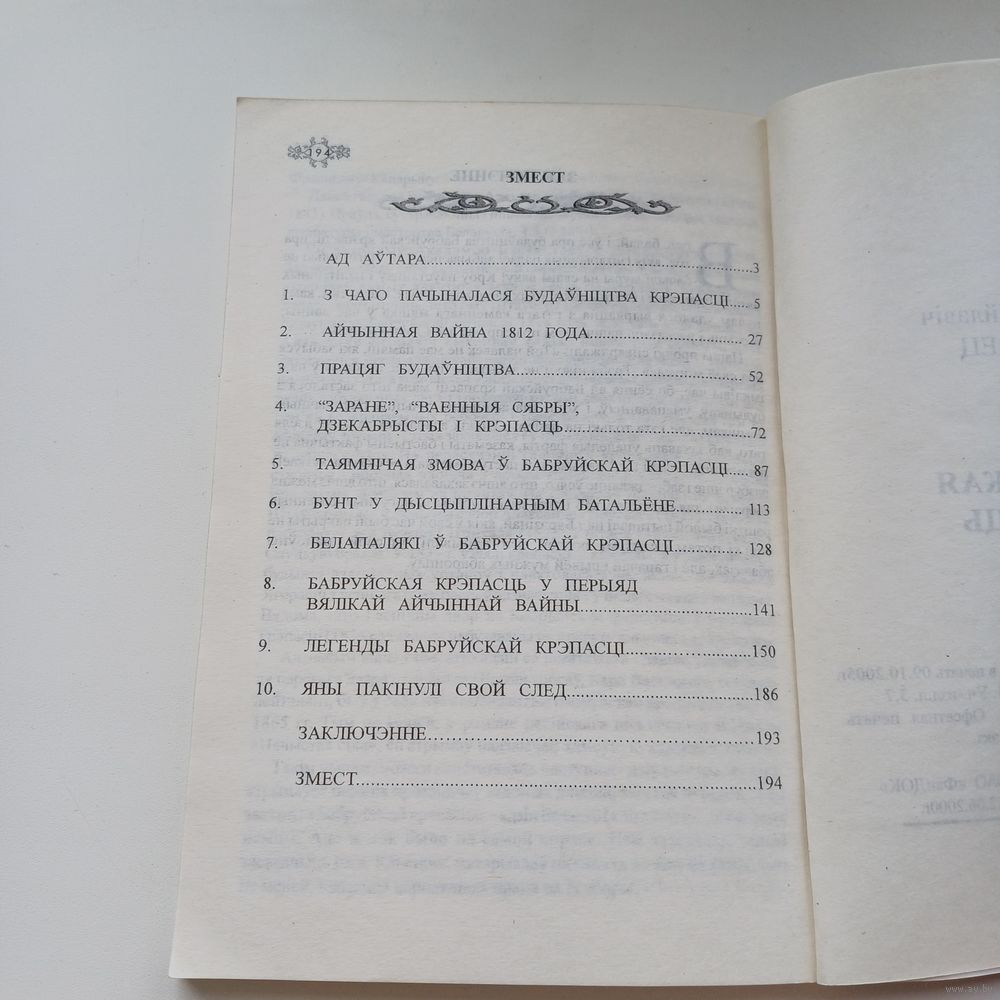 194
ЗМЕСТ
АД АЎТАРА.....3
1. З ЧАГО ПАЧЫНАЛАСЯ БУДАЎНІЦТВА КРЭПАСЦІ..... 5
2. АЙЧЫННАЯ ВАЙНА 1812 ГОДА..... 27
3. ПРАЦЯГ БУДАЎНІЦТВА..... 52
4. “ЗАРАНЕ”, “ВАЕННЫЯ СЯБРЫ”,
ДЗЕКАБРЫСТЫ І КРЭПАСЦЬ.....72
5. ТАЯМНІЧАЯ ЗМОВА Ў БАБРУЙСКАЙ КРЭПАСЦІ..... 87
6. БУНТ У ДЫСЦЫПЛІНАРНЫМ БАТАЛЬЁНЕ..... 113
7. БЕЛАПАЛЯКІ Ў БАБРУЙСКАЙ КРЭПАСЦІ..... 128
8. БАБРУЙСКАЯ КРЭПАСЦЬ У ПЕРЫЯД
ВЯЛІКАЙ АЙЧЫННАЙ ВАЙНЫ.....141
9. ЛЕГЕНДЫ БАБРУЙСКАЙ КРЭПАСЦІ.....150
10. ЯНЫ ПАКІНУЛІ СВОЙ СЛЕД.....186
ЗАКЛЮЧЭННЕ.....193
ЗМЕСТ.....194
www.ay.by